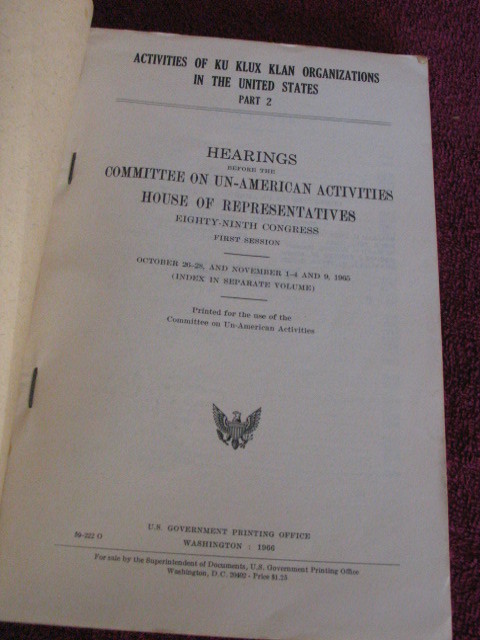 ACTIVITIES OF KU KLUX KLAN ORGANIZATIONS
IN THE UNITED STATES
PART 2
HEARINGS
BEFORE THE
COMMITTEE ON UN-AMERICAN ACTIVITIES
HOUSE OF REPRESENTATIVES
EIGHTY-NINTH CONGRESS
FIRST SESSION
OCTOBER 26-28, AND NOVEMBER 1-4 AND 9, 1965
(INDEX IN SEPARATE VOLUME)
Printed for the use of the
Committee on Un-American Activities
U.S. GOVERNMENT PRINTING OFFICE
59-222 O
WASHINGTON : 1966
For sale by the Superintendent of Documents, U.S. Government Printing Office
Washington, D.C. 20402 - Price $1.25